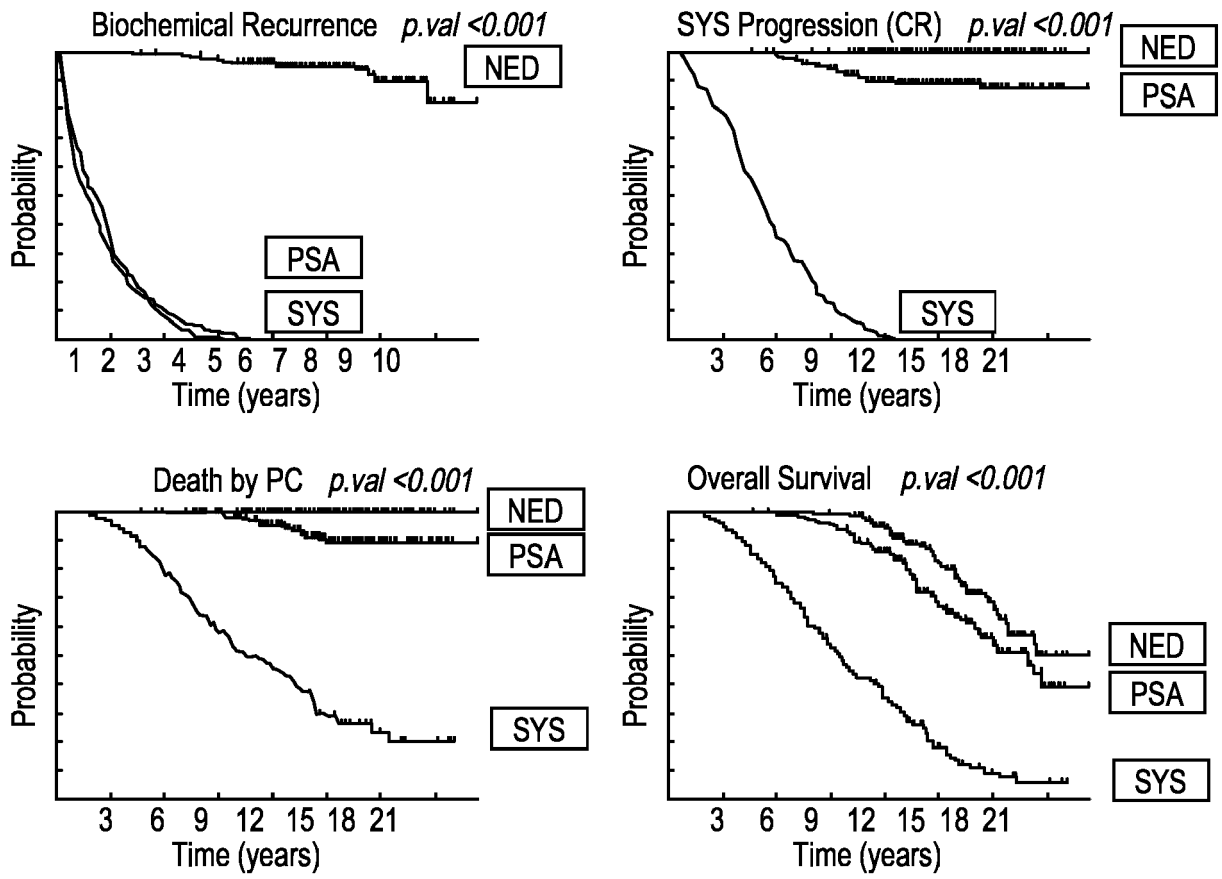 Biochemical Recurrence p.val <0.001
NED
Probability
PSA
SYS
1 2 3 4 5 6 7 8 9 10
Time (years)
SYS Progression (CR) p.val <0.001
NED
PSA
Probability
SYS
3 6 9 12 15 18 21
Time (years)
Death by PC p.val <0.001
NED
PSA
Probability
SYS
3 6 9 12 15 18 21
Time (years)
Overall Survival p.val <0.001
Probability
NED
PSA
SYS
3 6 9 12 15 18 21
Time (years)